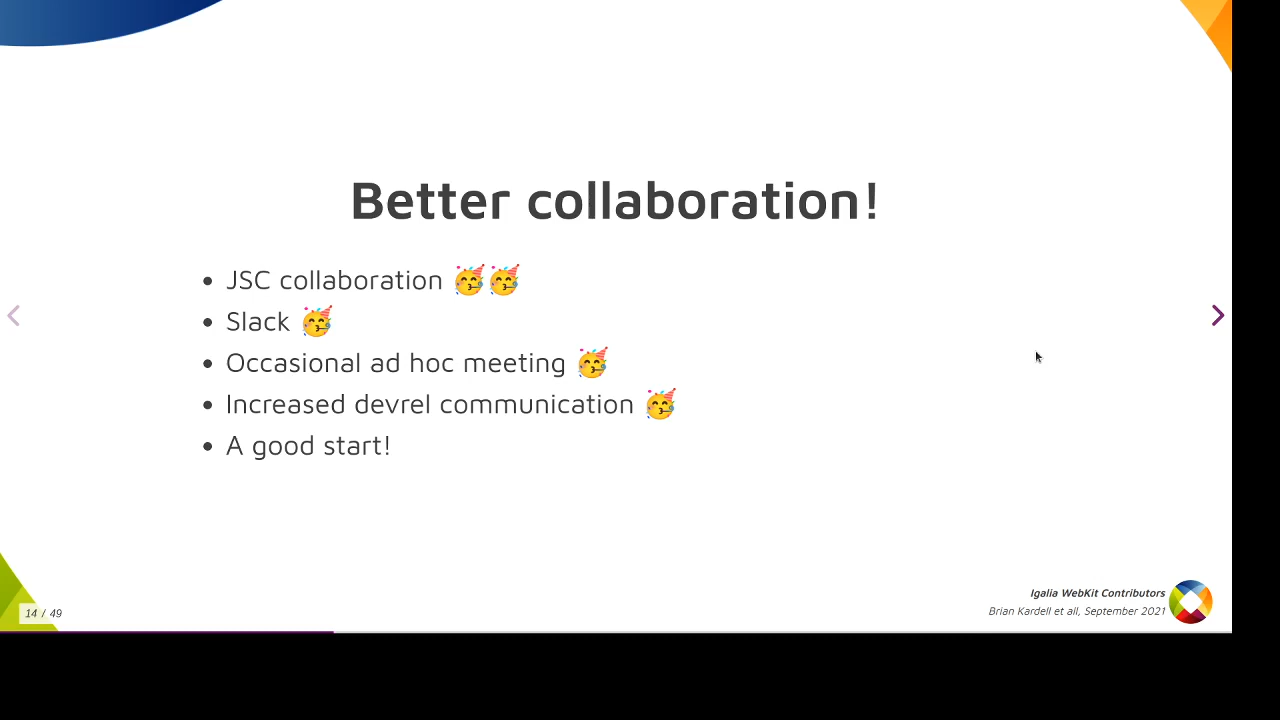 Better collaboration!
JSC collaboration 🥳🥳
Slack 🥳
Occasional ad hoc meeting 🥳
Increased devrel communication 🥳
A good start!
14 / 49
Igalia WebKit Contributors
Brian Kardell et all, September 2021